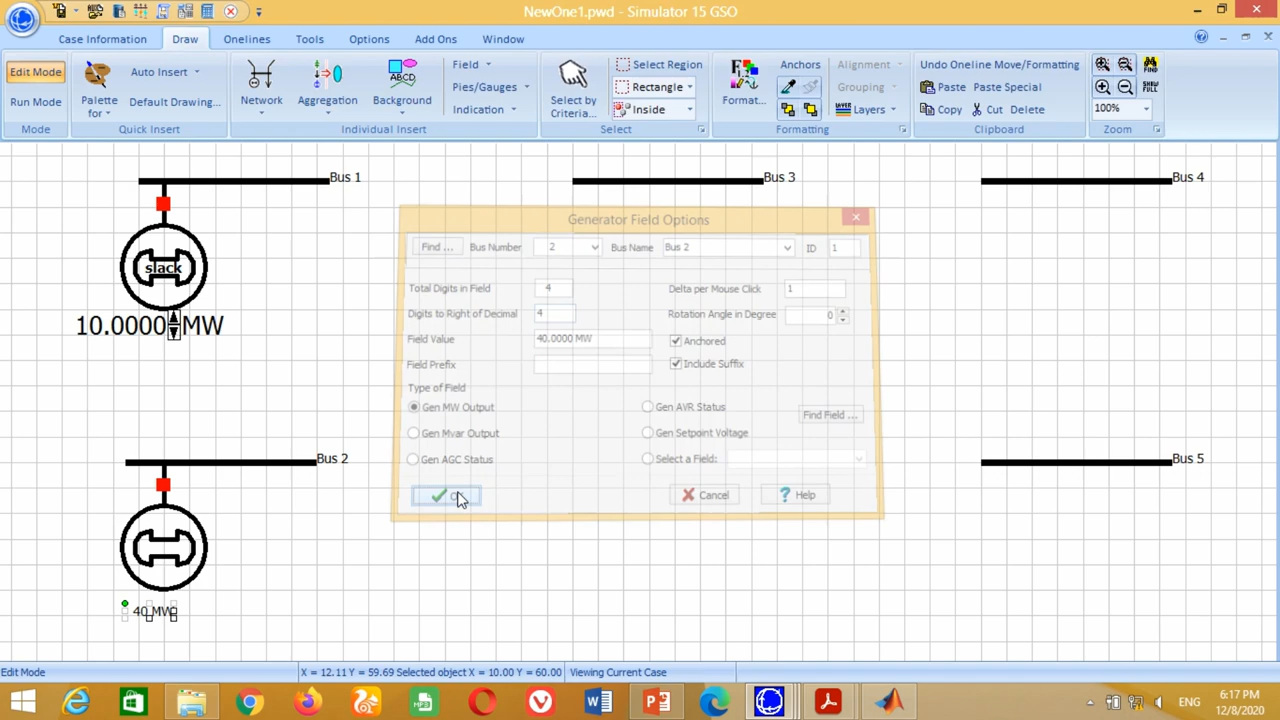 NewOne1.pwd - Simulator 15 GSO
Case Information Draw Onelines Tools Options Add Ons Window
Edit Mode
Run Mode
Mode
Palette for
Auto Insert
Default Drawing...
Quick Insert
Network
Aggregation
Background
Field
Pies/Gauges
Indication
Individual Insert
Select by Criteria...
Select Region
Rectangle
Inside
Select
Format...
Anchors
Alignment
Grouping
Layers
Formatting
Undo Oneline Move/Formatting
Paste Paste Special
Copy Cut Delete
Clipboard
100%
Zoom
Bus 1
Bus 3
Bus 4
slack
10.0000 MW
Bus 2
Bus 5
40 MW
Generator Field Options
Find ... Bus Number 2 Bus Name Bus 2 ID 1
Total Digits in Field 4 Delta per Mouse Click 1
Digits to Right of Decimal 4 Rotation Angle in Degree 0
Field Value 40.0000 MW Anchored
Field Prefix Include Suffix
Type of Field
Gen MW Output Gen AVR Status Find Field ...
Gen Mvar Output Gen Setpoint Voltage
Gen AGC Status Select a Field:
Cancel Help
Edit Mode X = 12.11 Y = 59.69 Selected object X = 10.00 Y = 60.00 Viewing Current Case
ENG
6:17 PM
12/8/2020